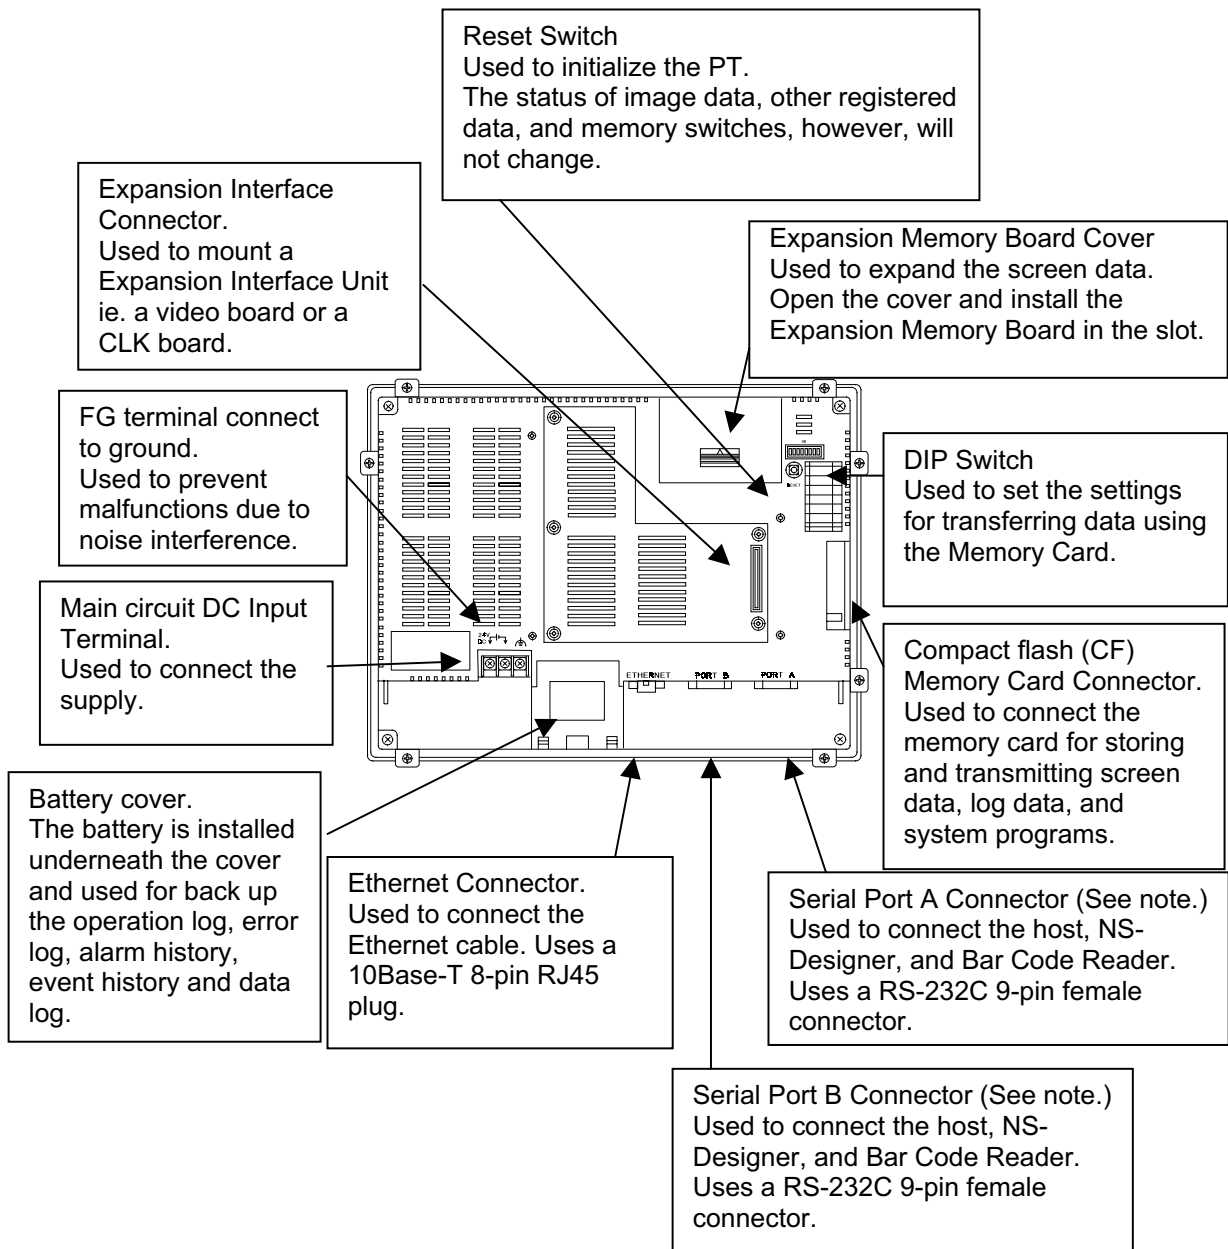 Reset Switch
Used to initialize the PT.
The status of image data, other registered
data, and memory switches, however, will
not change.
Expansion Interface
Connector.
Used to mount a
Expansion Interface Unit
ie. a video board or a
CLK board.
Expansion Memory Board Cover
Used to expand the screen data.
Open the cover and install the
Expansion Memory Board in the slot.
FG terminal connect
to ground.
Used to prevent
malfunctions due to
noise interference.
DIP Switch
Used to set the settings
for transferring data using
the Memory Card.
Main circuit DC Input
Terminal.
Used to connect the
supply.
24V
DC
ETHERNET
PORT B
PORT A
Compact flash (CF)
Memory Card Connector.
Used to connect the
memory card for storing
and transmitting screen
data, log data, and
system programs.
Battery cover.
The battery is installed
underneath the cover
and used for back up
the operation log, error
log, alarm history,
event history and data
log.
Ethernet Connector.
Used to connect the
Ethernet cable. Uses a
10Base-T 8-pin RJ45
plug.
Serial Port A Connector (See note.)
Used to connect the host, NS-
Designer, and Bar Code Reader.
Uses a RS-232C 9-pin female
connector.
Serial Port B Connector (See note.)
Used to connect the host, NS-
Designer, and Bar Code Reader.
Uses a RS-232C 9-pin female
connector.